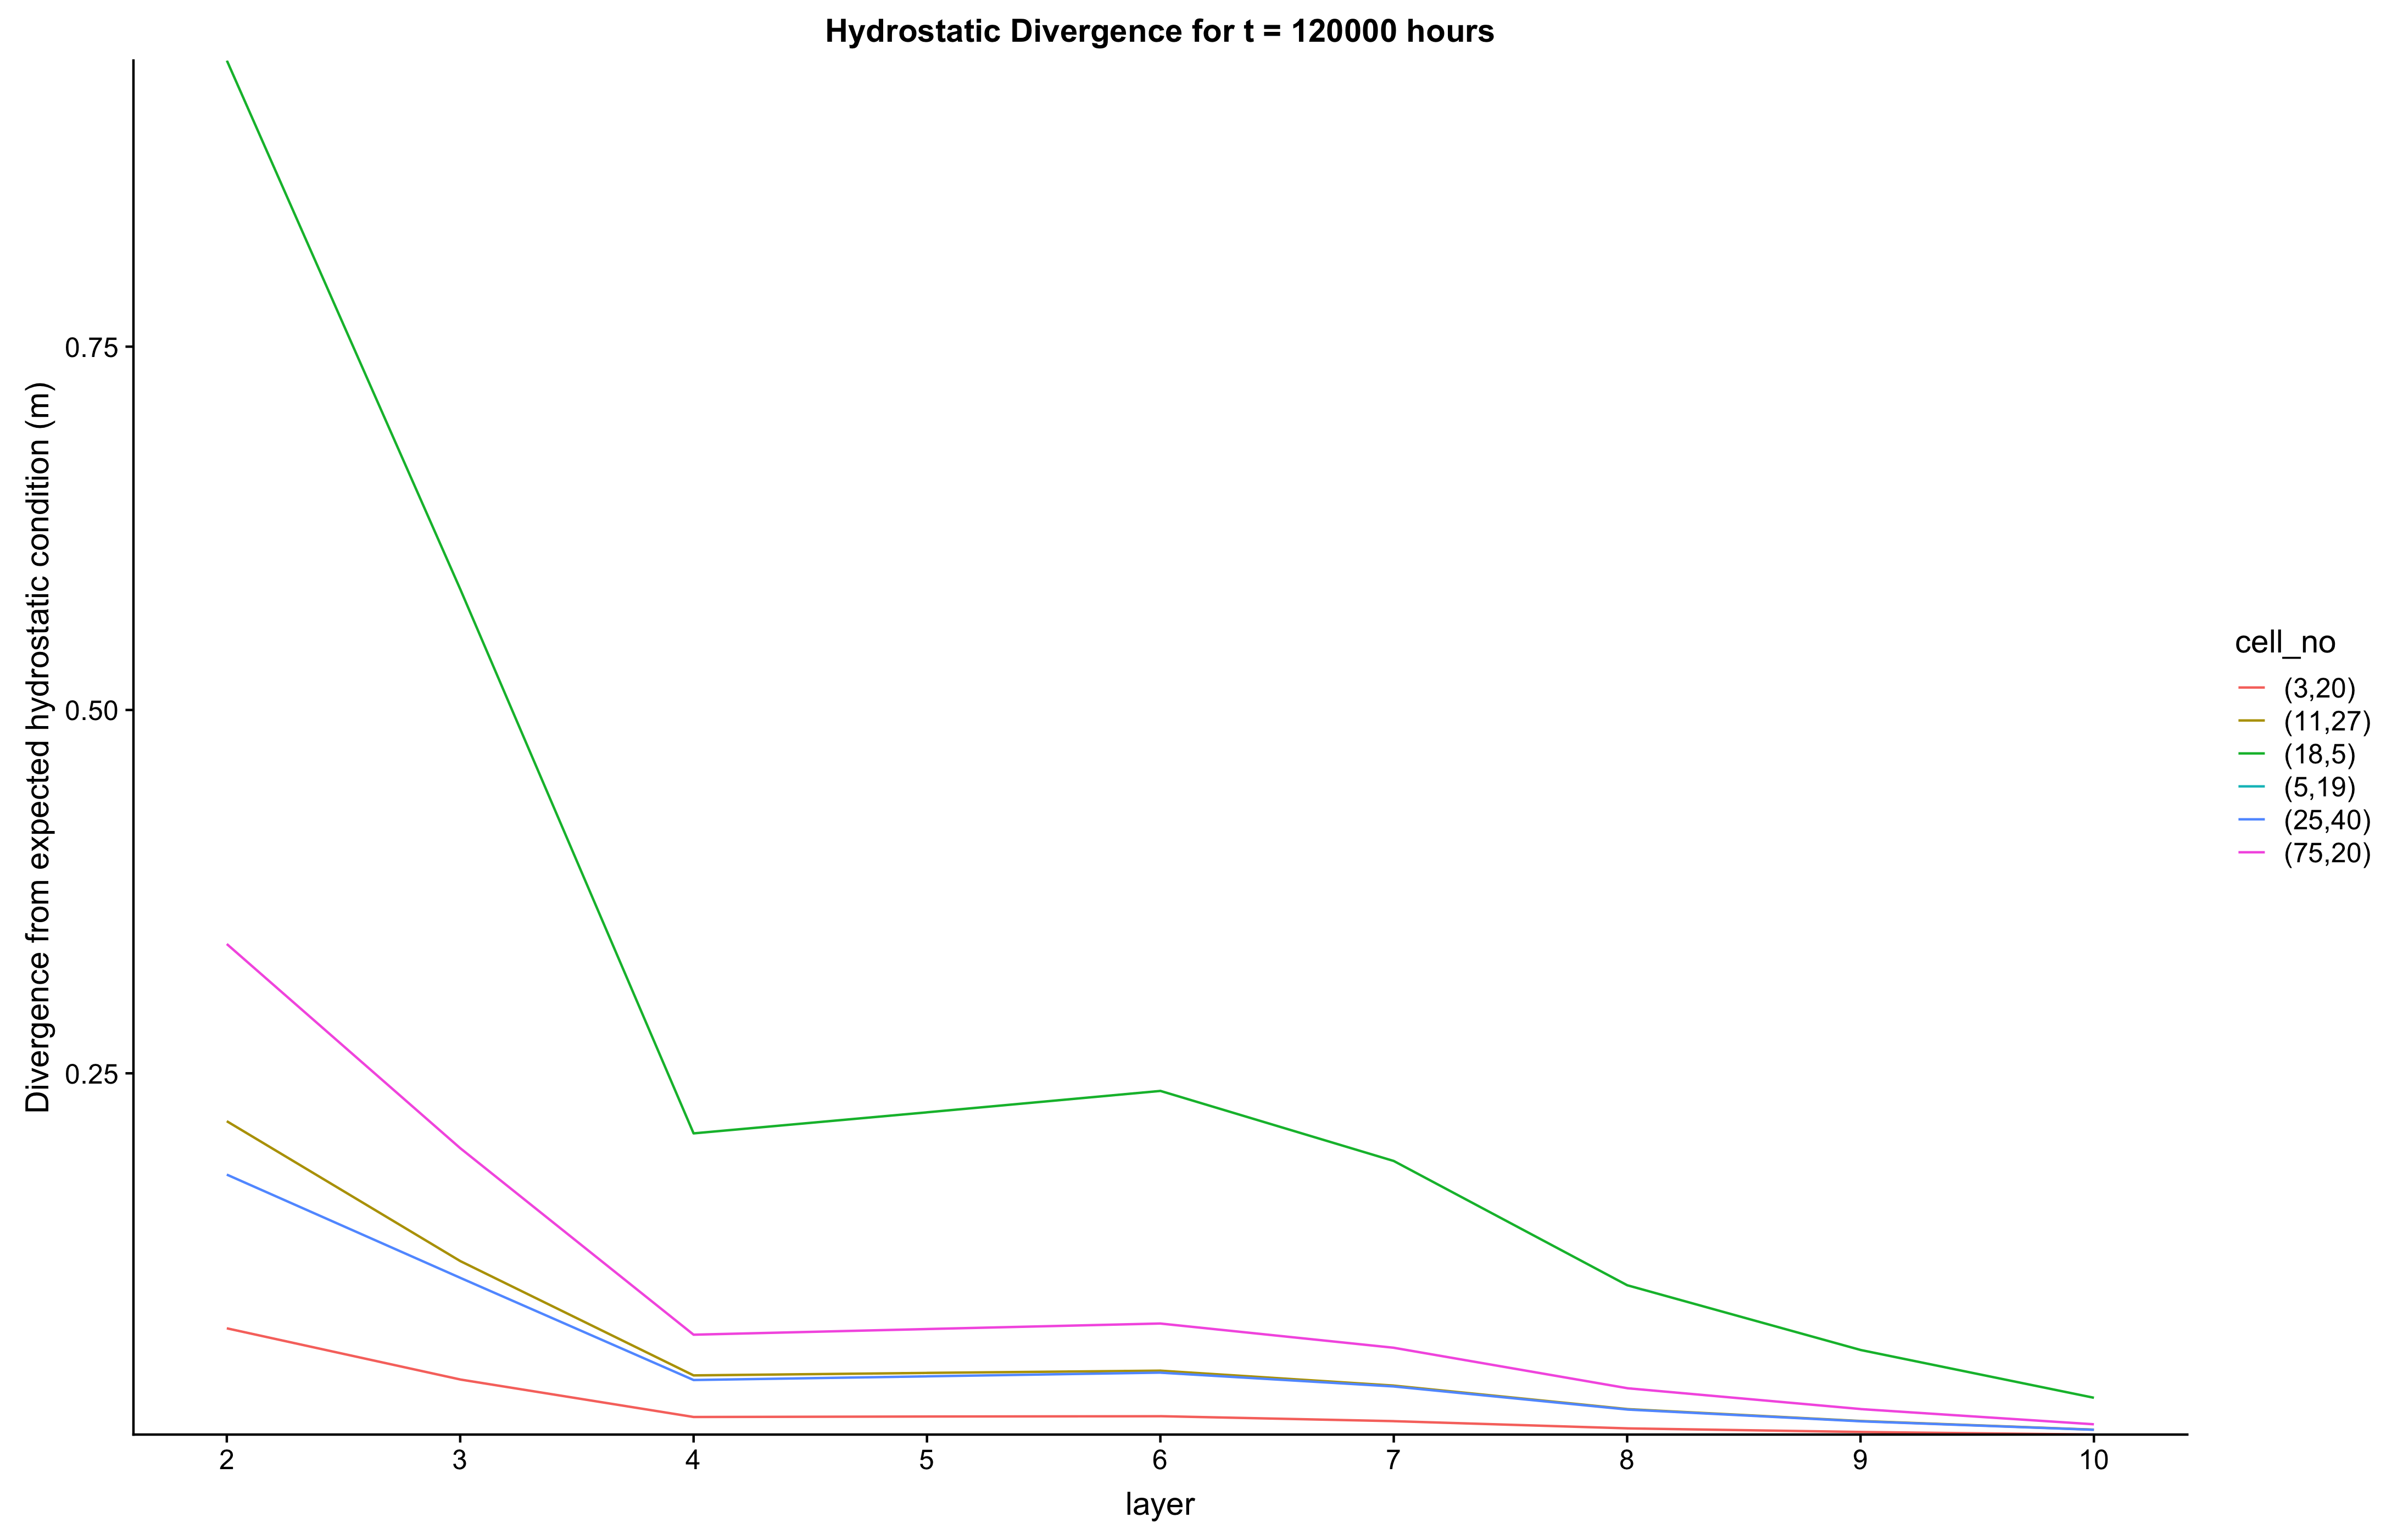 Hydrostatic Divergence for t = 120000 hours
Divergence from expected hydrostatic condition (m)
0.75
0.50
0.25
2 3 4 5 6 7 8 9 10
layer
cell_no
(3,20)
(11,27)
(18,5)
(5,19)
(25,40)
(75,20)